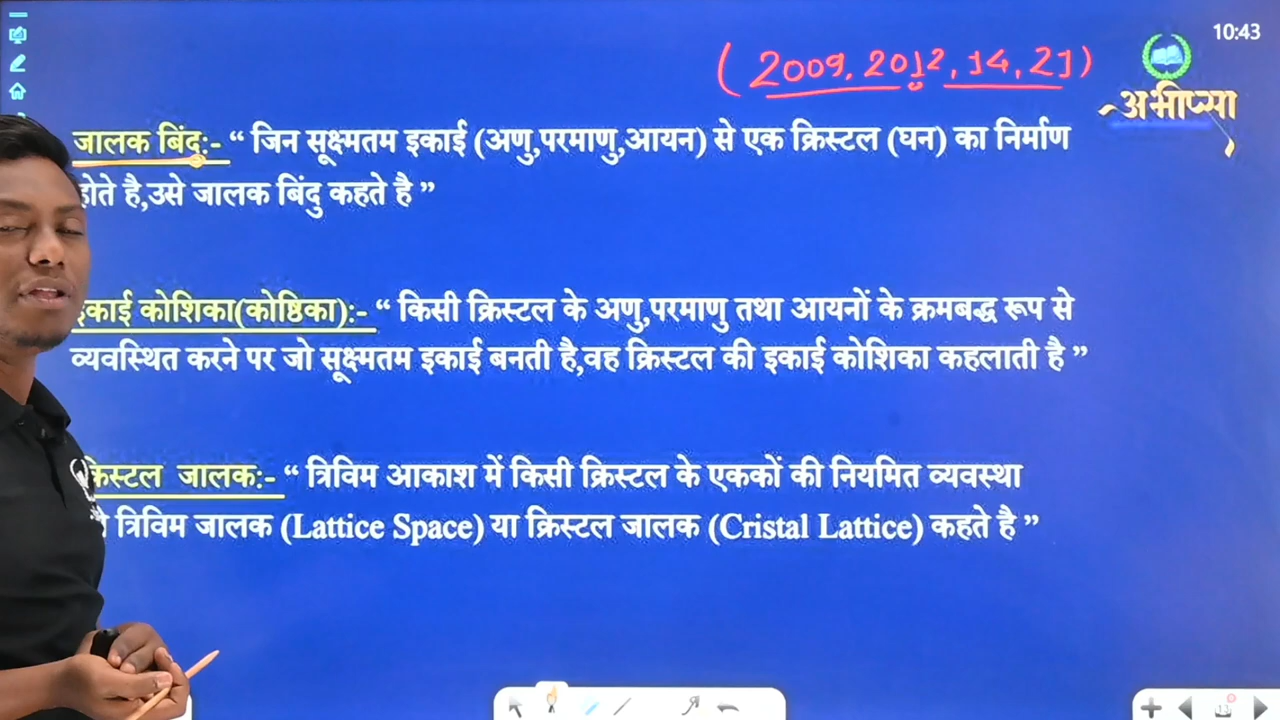 10:43
(2009, 2012, 14, 21)
अभीप्सा
जालक बिंदु:- “ जिन सूक्ष्मतम इकाई (अणु,परमाणु,आयन) से एक क्रिस्टल (घन) का निर्माण
होते है,उसे जालक बिंदु कहते है ”
इकाई कोशिका(कोष्ठिका):- “ किसी क्रिस्टल के अणु,परमाणु तथा आयनों के क्रमबद्ध रूप से
व्यवस्थित करने पर जो सूक्ष्मतम इकाई बनती है,वह क्रिस्टल की इकाई कोशिका कहलाती है ”
क्रिस्टल जालक:- “ त्रिविम आकाश में किसी क्रिस्टल के एककों की नियमित व्यवस्था
त्रिविम जालक (Lattice Space) या क्रिस्टल जालक (Cristal Lattice) कहते है ”
13